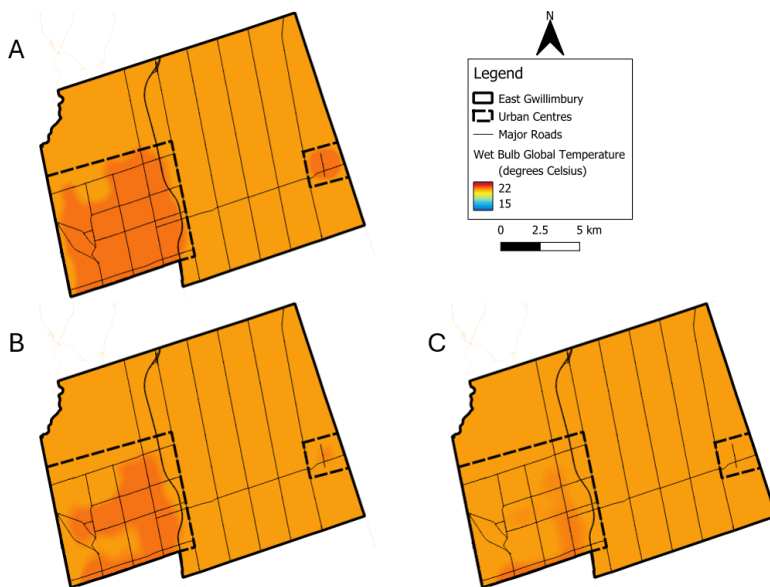 A
N
Legend
East Gwillimbury
Urban Centres
Major Roads
Wet Bulb Global Temperature
(degrees Celsius)
22
15
0 2.5 5 km
B
C